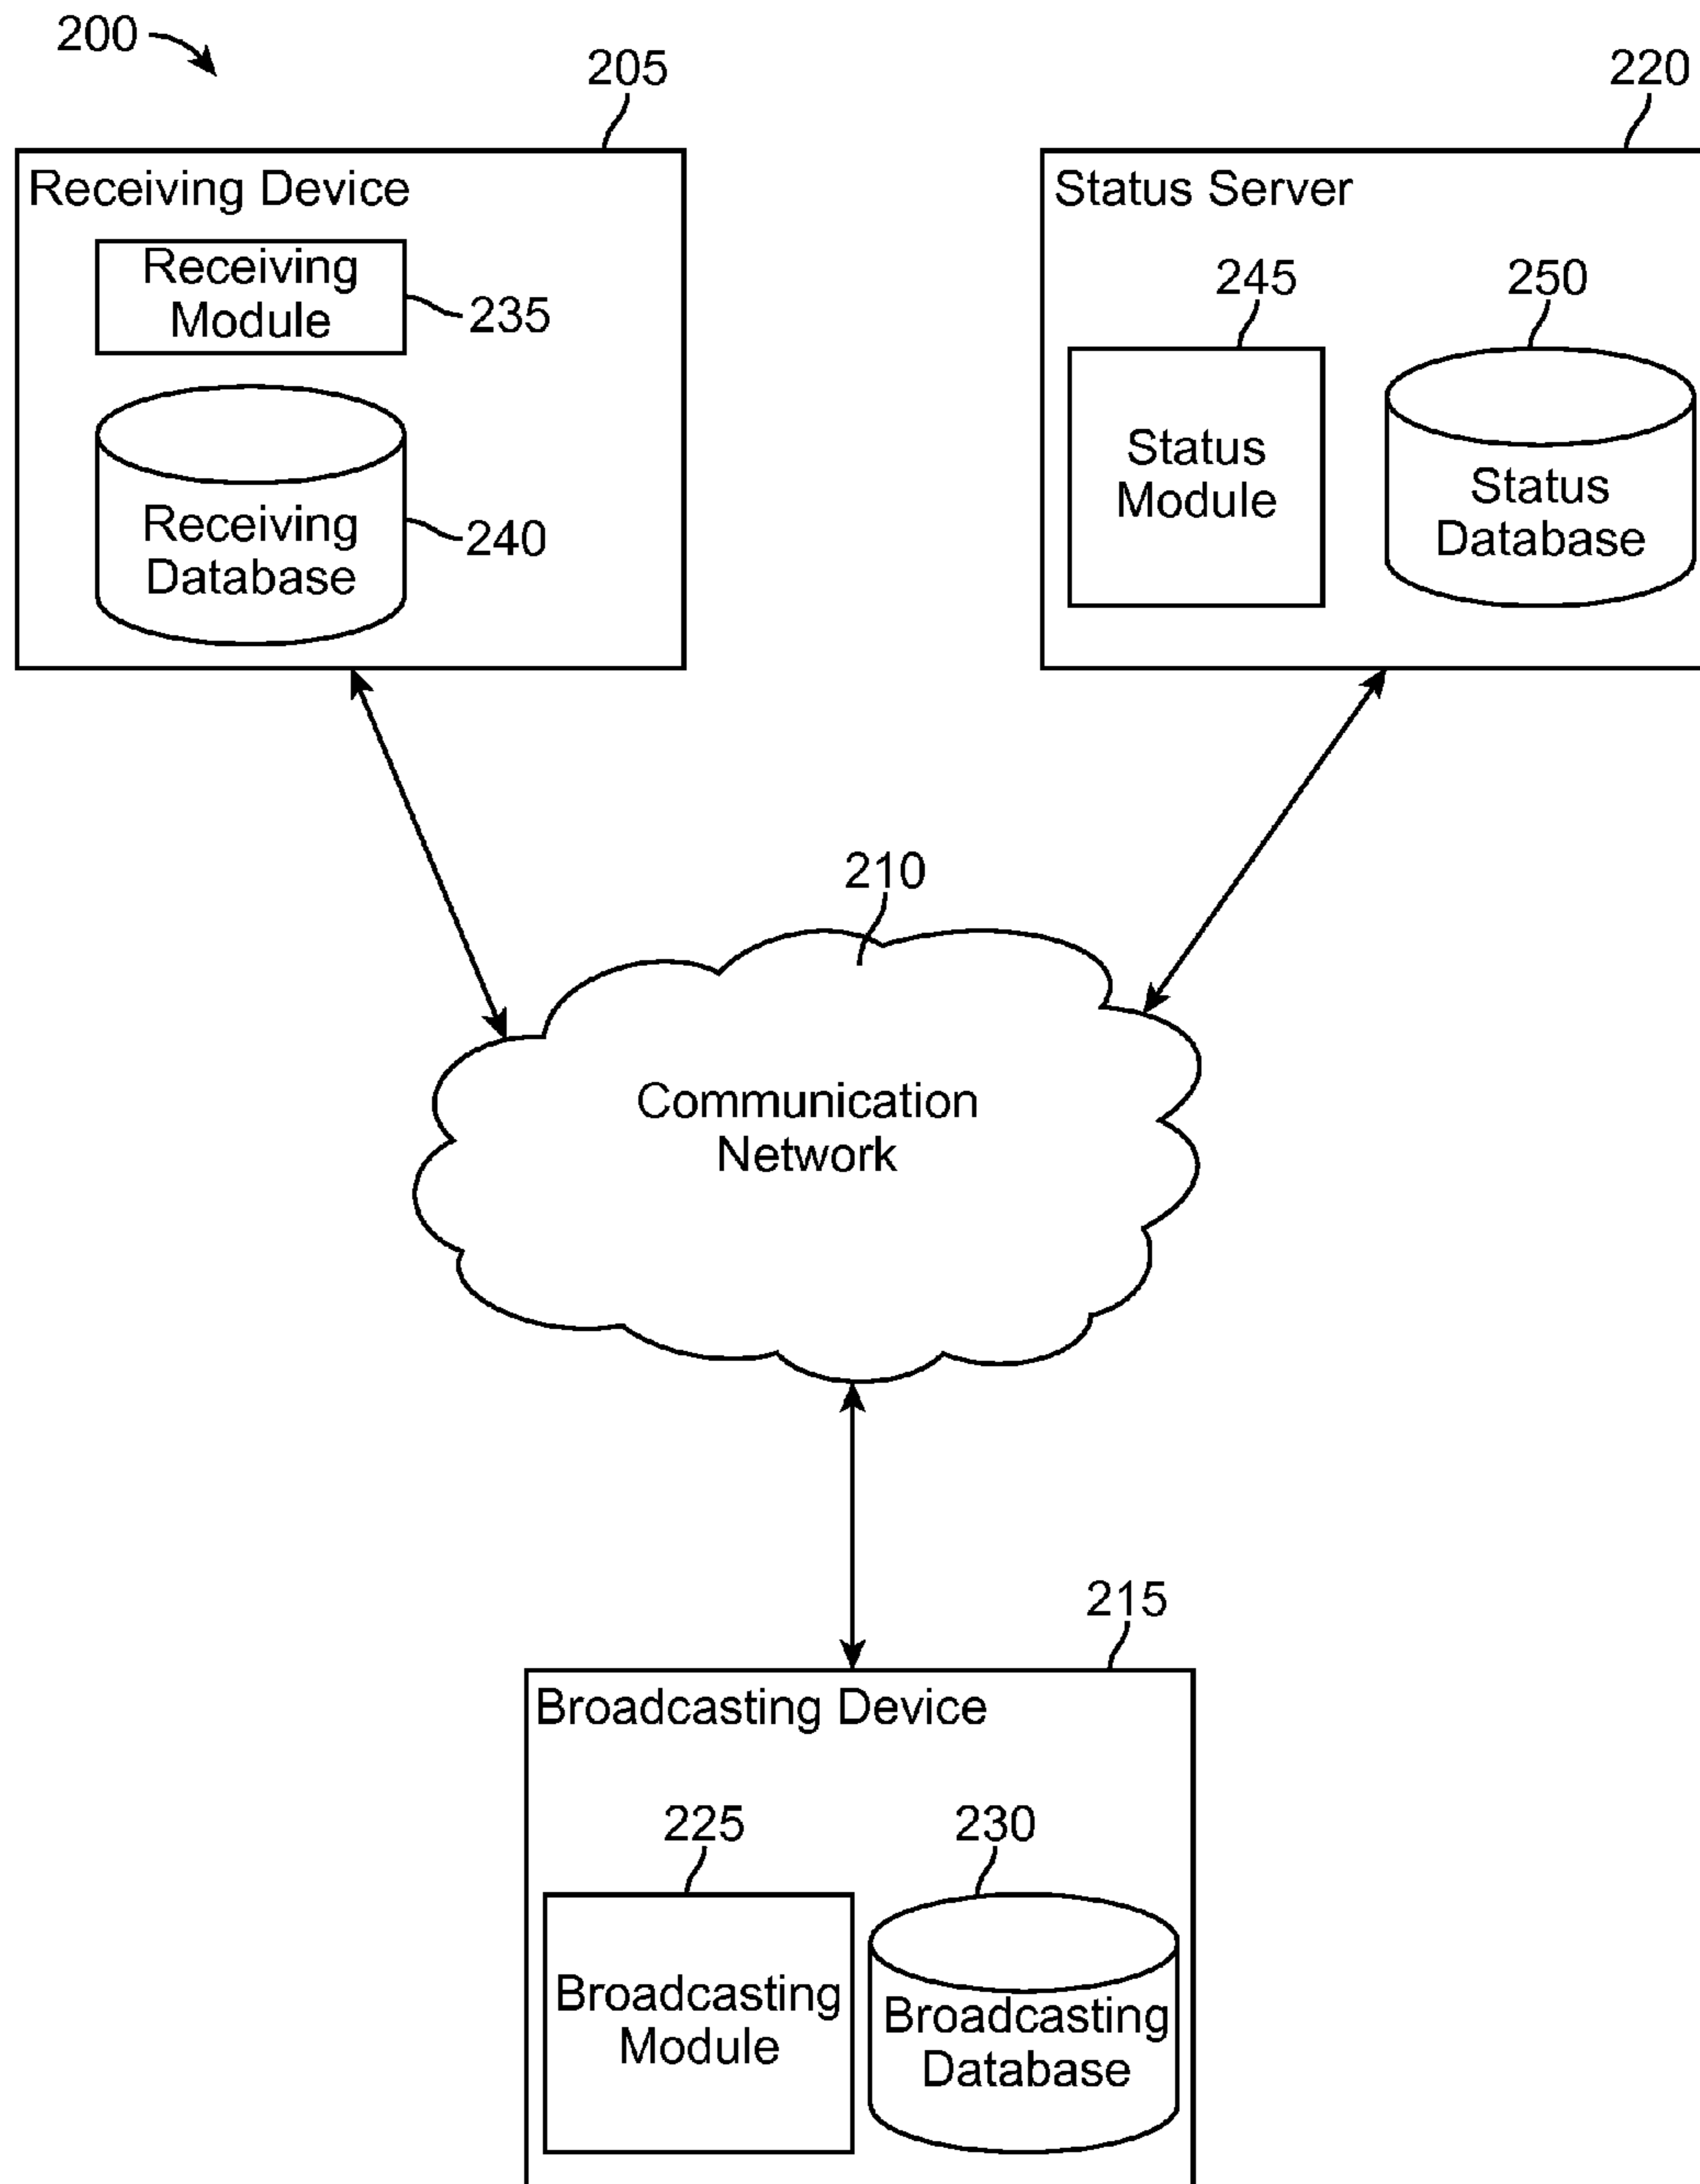 200
205
220
Receiving Device
Receiving
Module
235
Receiving
Database
240
Status Server
245
250
Status
Module
Status
Database
210
Communication
Network
215
Broadcasting Device
225
230
Broadcasting
Module
Broadcasting
Database